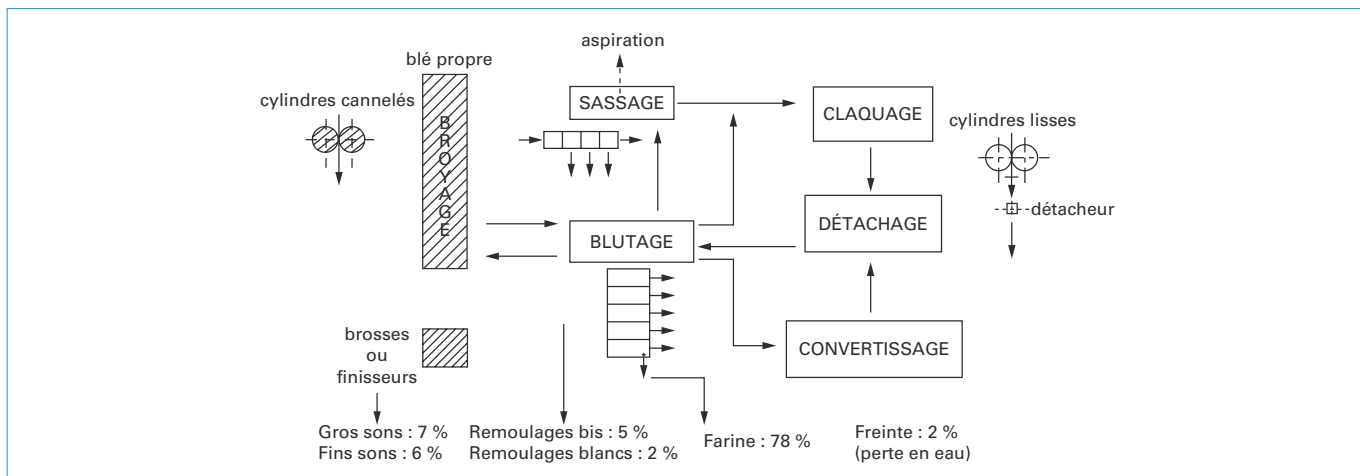 aspiration
blé propre
cylindres cannelés
SASSAGE
CLAQUAGE
cylindres lisses
BROYAGE
détacheur
DÉTACHAGE
BLUTAGE
brosses
ou
finisseurs
CONVERTISSAGE
Gros sons : 7 %
Fins sons : 6 %
Remoulages bis : 5 %
Remoulages blancs : 2 %
Farine : 78 %
Freinte : 2 %
(perte en eau)